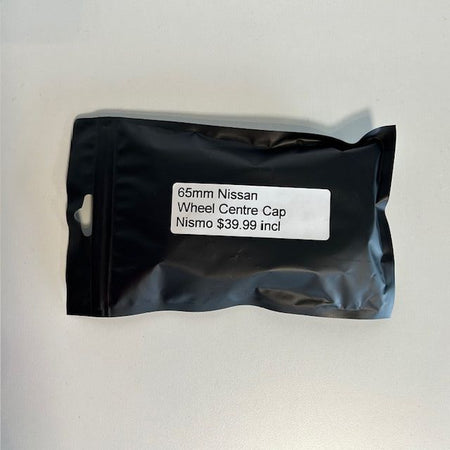 65mm Nissan
Wheel Centre Cap
Nismo $39.99 incl